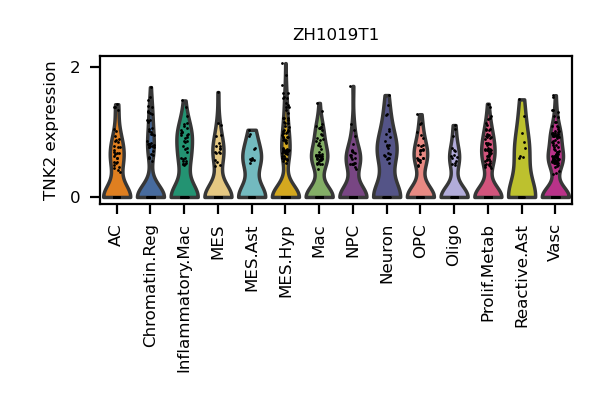 ZH1019T1
TNK2 expression
2
0
AC
Chromatin.Reg
Inflammatory.Mac
MES
MES.Ast
MES.Hyp
Mac
NPC
Neuron
OPC
Oligo
Prolif.Metab
Reactive.Ast
Vasc